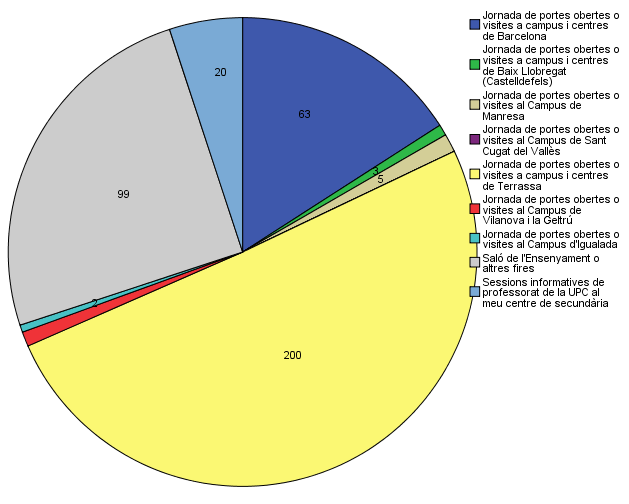 Jornada de portes obertes o
visites a campus i centres
de Barcelona
Jornada de portes obertes o
visites a campus i centres
de Baix Llobregat
(Castelldefels)
Jornada de portes obertes o
visites al Campus de
Manresa
Jornada de portes obertes o
visites al Campus de Sant
Cugat del Vallès
Jornada de portes obertes o
visites a campus i centres
de Terrassa
Jornada de portes obertes o
visites al Campus de
Vilanova i la Geltrú
Jornada de portes obertes o
visites al Campus d'Igualada
Saló de l'Ensenyament o
altres fires
Sessions informatives de
professorat de la UPC al
meu centre de secundària
20
63
3
5
99
2
200